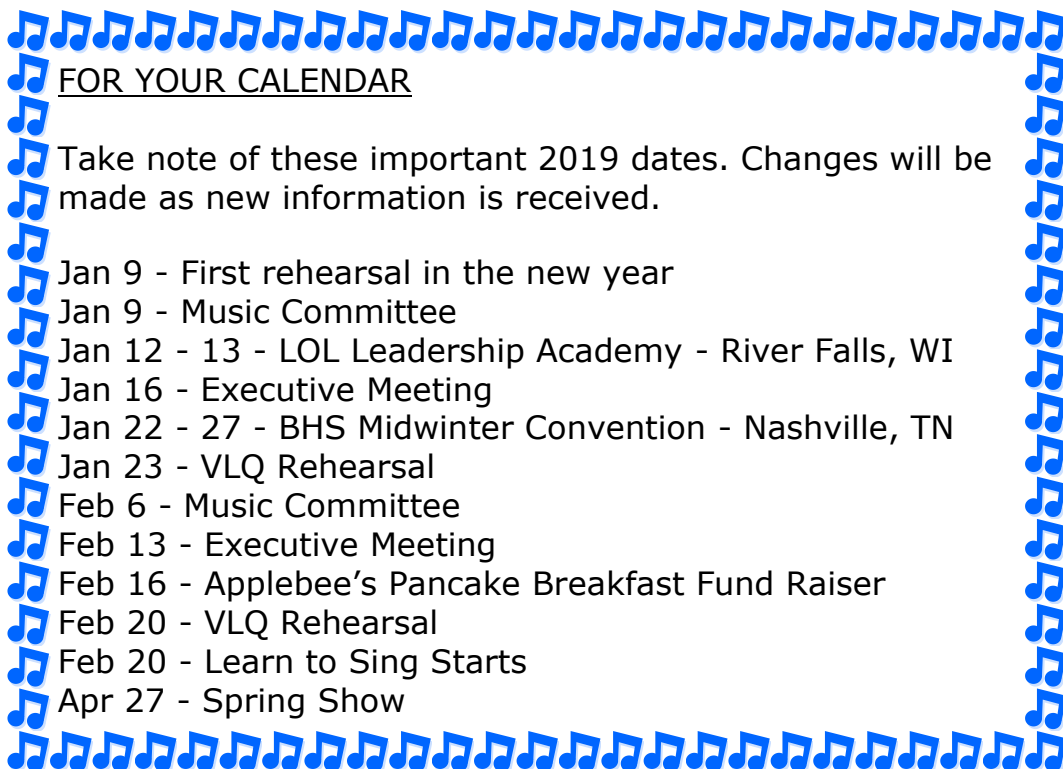 FOR YOUR CALENDAR
Take note of these important 2019 dates. Changes will be
made as new information is received.
Jan 9 - First rehearsal in the new year
Jan 9 - Music Committee
Jan 12 - 13 - LOL Leadership Academy - River Falls, WI
Jan 16 - Executive Meeting
Jan 22 - 27 - BHS Midwinter Convention - Nashville, TN
Jan 23 - VLQ Rehearsal
Feb 6 - Music Committee
Feb 13 - Executive Meeting
Feb 16 - Applebee’s Pancake Breakfast Fund Raiser
Feb 20 - VLQ Rehearsal
Feb 20 - Learn to Sing Starts
Apr 27 - Spring Show